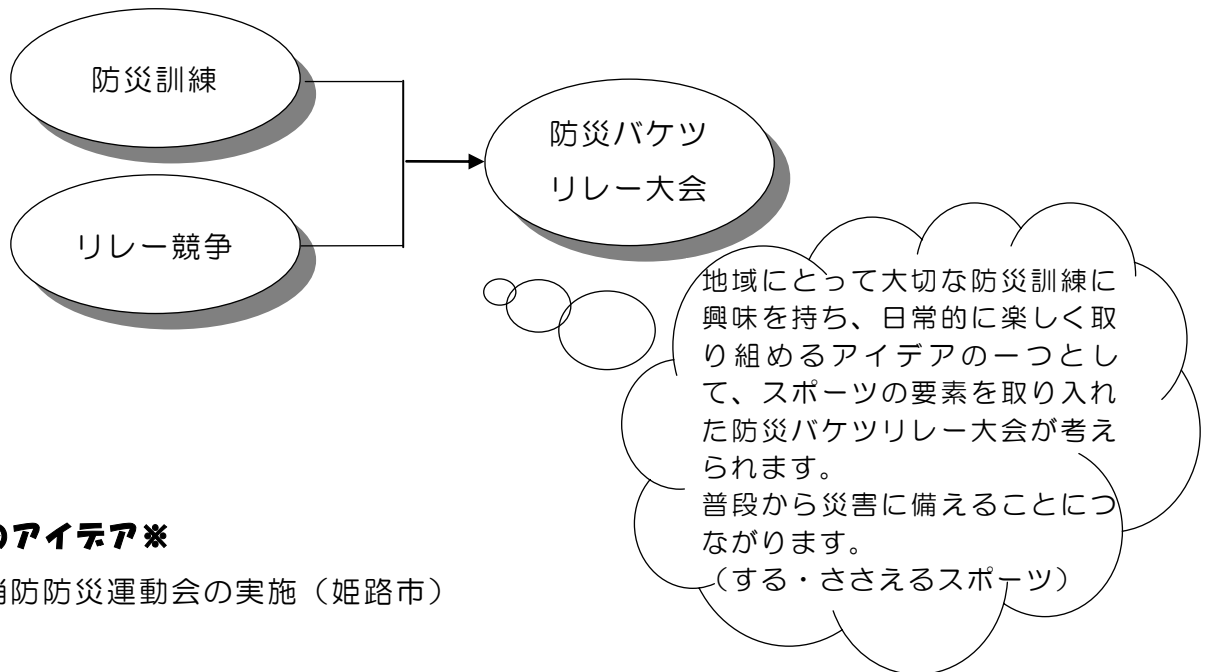 防災訓練
リレー競争
防災バケツ
リレー大会
地域にとって大切な防災訓練に
興味を持ち、日常的に楽しく取
り組めるアイデアの一つとし
て、スポーツの要素を取り入れ
た防災バケツリレー大会が考え
られます。
普段から災害に備えることにつ
ながります。
（する・ささえるスポーツ）
のアイデア※
消防防災運動会の実施（姫路市）